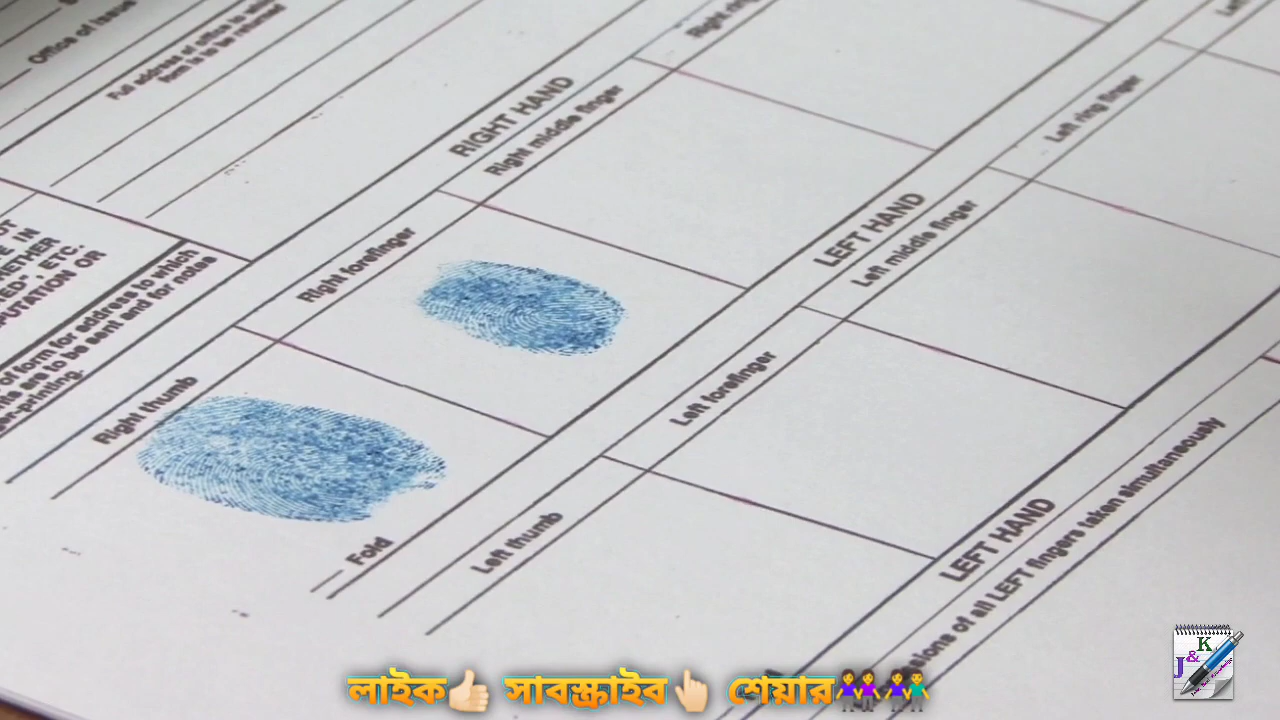 Office of Issue
Full address of office to which
form is to be returned
RIGHT HAND
Right ring
Right middle finger
Right forefinger
Right thumb
IN
ETC.
OR
of form for address to which
are to be sent and for notes
LEFT HAND
Left ring finger
Left middle finger
Left forefinger
Left thumb
Fold
LEFT HAND
of all LEFT fingers taken simultaneously
J&K
লাইক👍🏻 সাবস্ক্রাইব👆🏻 শেয়ার👭👫